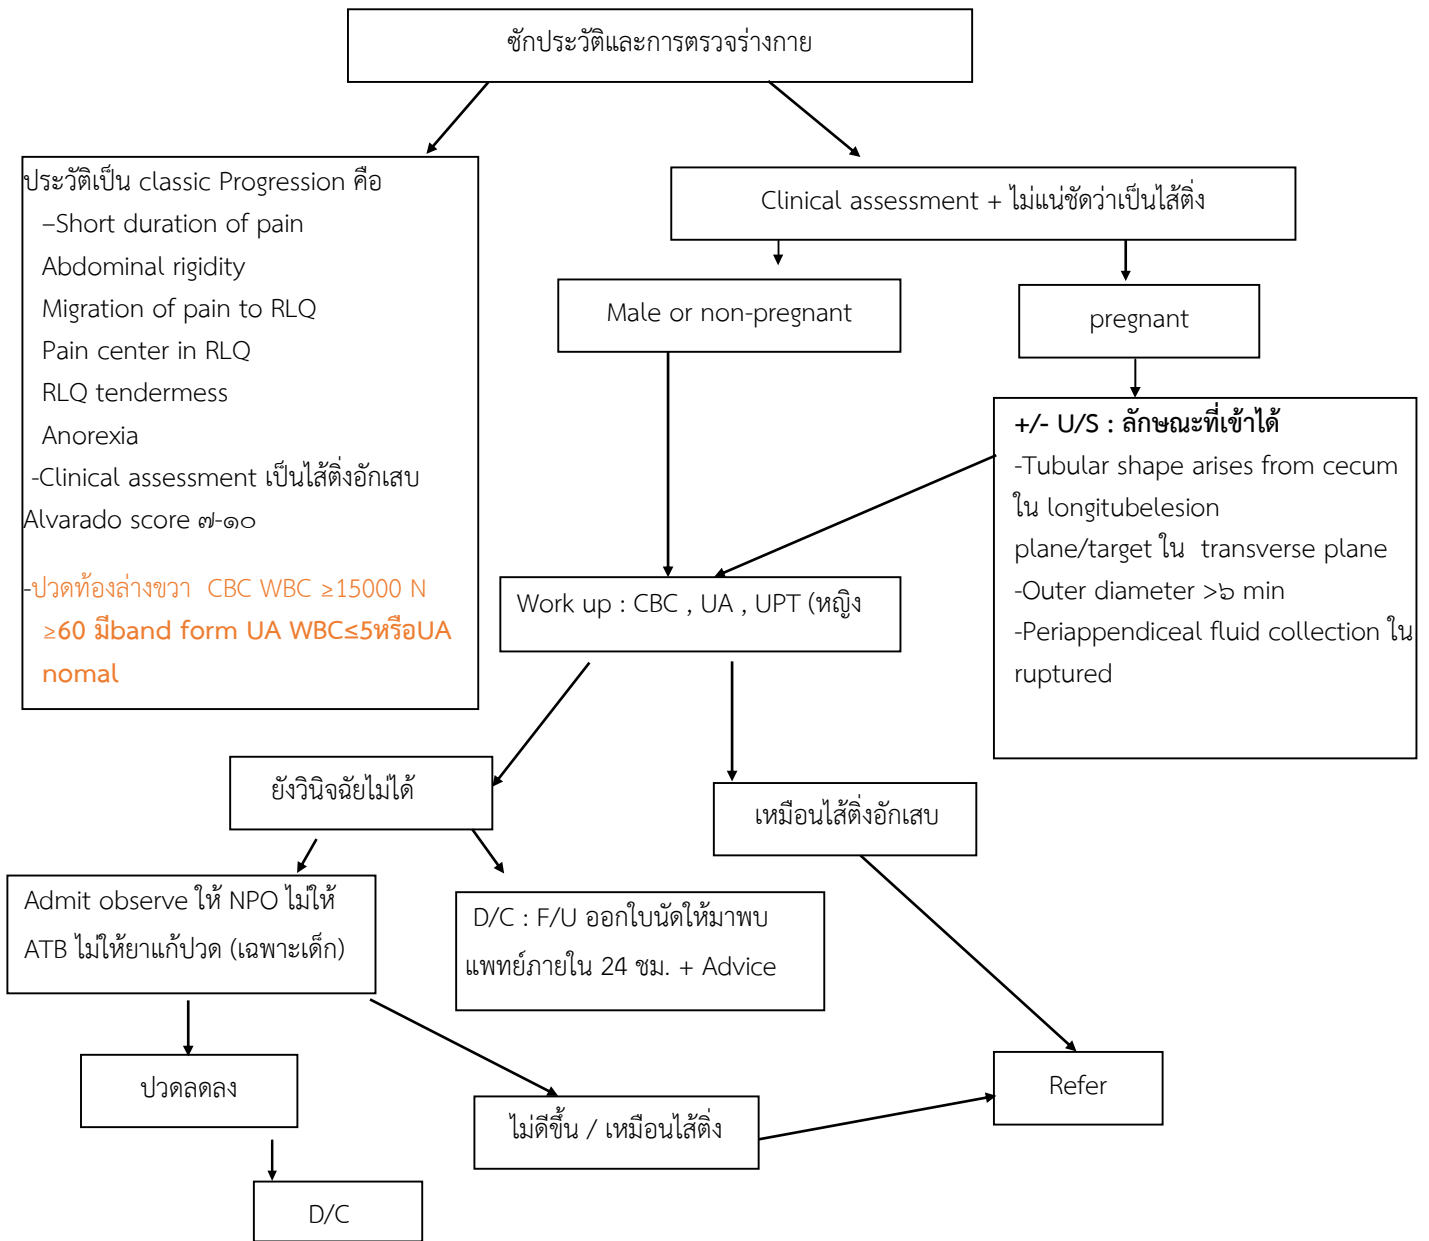 ซักประวัติและการตรวจร่างกาย
ประวัติเป็น classic Progression คือ
–Short duration of pain
Abdominal rigidity
Migration of pain to RLQ
Pain center in RLQ
RLQ tendermess
Anorexia
-Clinical assessment เป็นไส้ติ่งอักเสบ
Alvarado score ๗-๑๐
-ปวดท้องล่างขวา CBC WBC ≥15000 N
≥60 มีband form UA WBC≤5หรือUA
nomal
Clinical assessment + ไม่แน่ชัดว่าเป็นไส้ติ่ง
Male or non-pregnant
pregnant
+/- U/S : ลักษณะที่เข้าได้
-Tubular shape arises from cecum
ใน longitubelesion
plane/target ใน transverse plane
-Outer diameter >๖ min
-Periappendiceal fluid collection ใน
ruptured
Work up : CBC , UA , UPT (หญิง
ยังวินิจฉัยไม่ได้
เหมือนไส้ติ่งอักเสบ
Admit observe ให้ NPO ไม่ให้
ATB ไม่ให้ยาแก้ปวด (เฉพาะเด็ก)
D/C : F/U ออกใบนัดให้มาพบ
แพทย์ภายใน 24 ชม. + Advice
ปวดลดลง
ไม่ดีขึ้น / เหมือนไส้ติ่ง
Refer
D/C